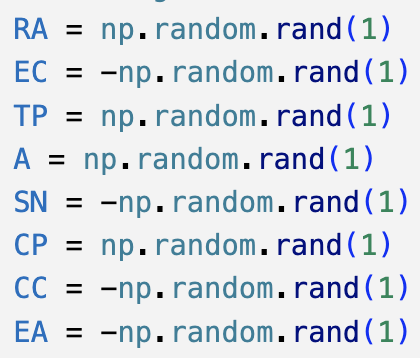 RA = np.random.rand(1)
EC = -np.random.rand(1)
TP = np.random.rand(1)
A = np.random.rand(1)
SN = -np.random.rand(1)
CP = np.random.rand(1)
CC = -np.random.rand(1)
EA = -np.random.rand(1)